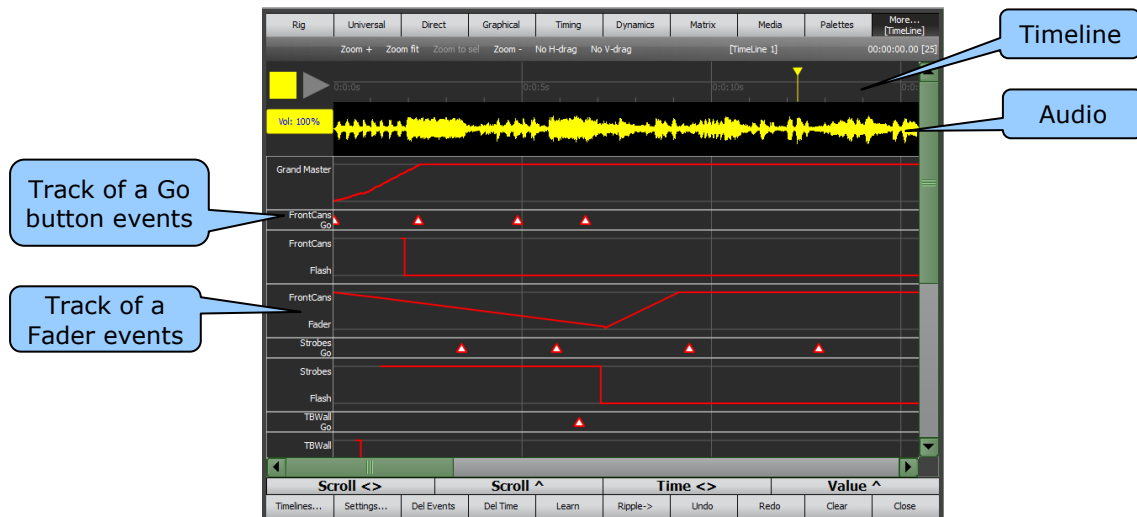 Rig Universal Direct Graphical Timing Dynamics Matrix Media Palettes More...
[TimeLine]
Zoom + Zoom fit Zoom to sel Zoom - No H-drag No V-drag [TimeLine 1] 00:00:00.00 [25]
Timeline
0:0:0s 0:0:5s 0:0:10s 0:0:
Vol: 100%
Audio
Grand Master
Track of a Go
button events
FrontCans
Go
FrontCans
Flash
Track of a
Fader events
FrontCans
Fader
Strobes
Go
Strobes
Flash
TBWall
Go
TBWall
Scroll <> Scroll ^ Time <> Value ^
Timelines... Settings... Del Events Del Time Learn Ripple-> Undo Redo Clear Close